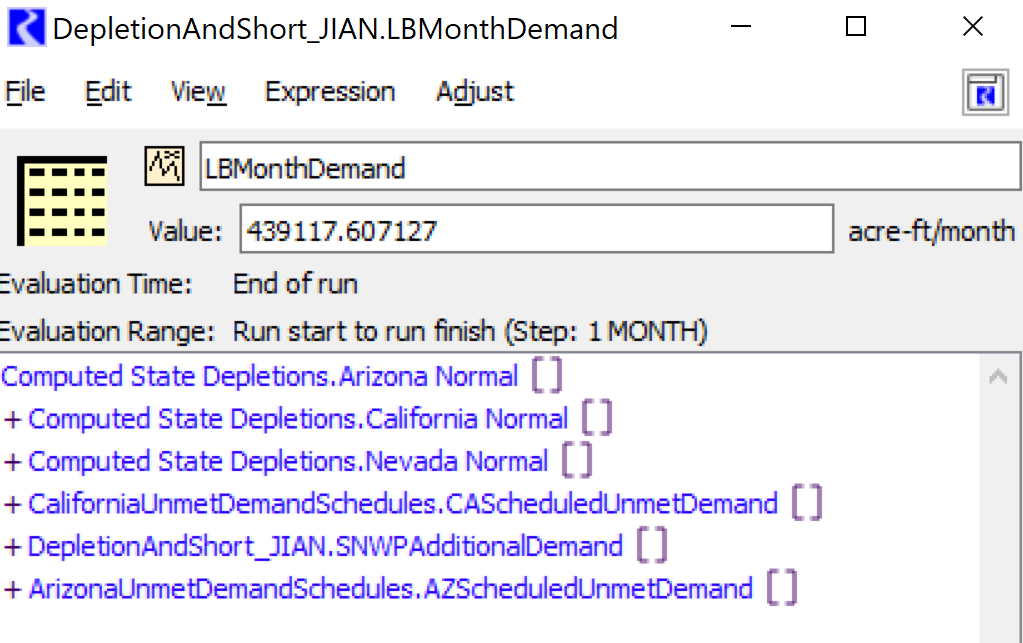 DepletionAndShort_JIAN.LBMonthDemand
File Edit View Expression Adjust
LBMonthDemand
Value: 439117.607127 acre-ft/month
Evaluation Time: End of run
Evaluation Range: Run start to run finish (Step: 1 MONTH)
Computed State Depletions.Arizona Normal []
+ Computed State Depletions.California Normal []
+ Computed State Depletions.Nevada Normal []
+ CaliforniaUnmetDemandSchedules.CAScheduledUnmetDemand []
+ DepletionAndShort_JIAN.SNWPAdditionalDemand []
+ ArizonaUnmetDemandSchedules.AZScheduledUnmetDemand []